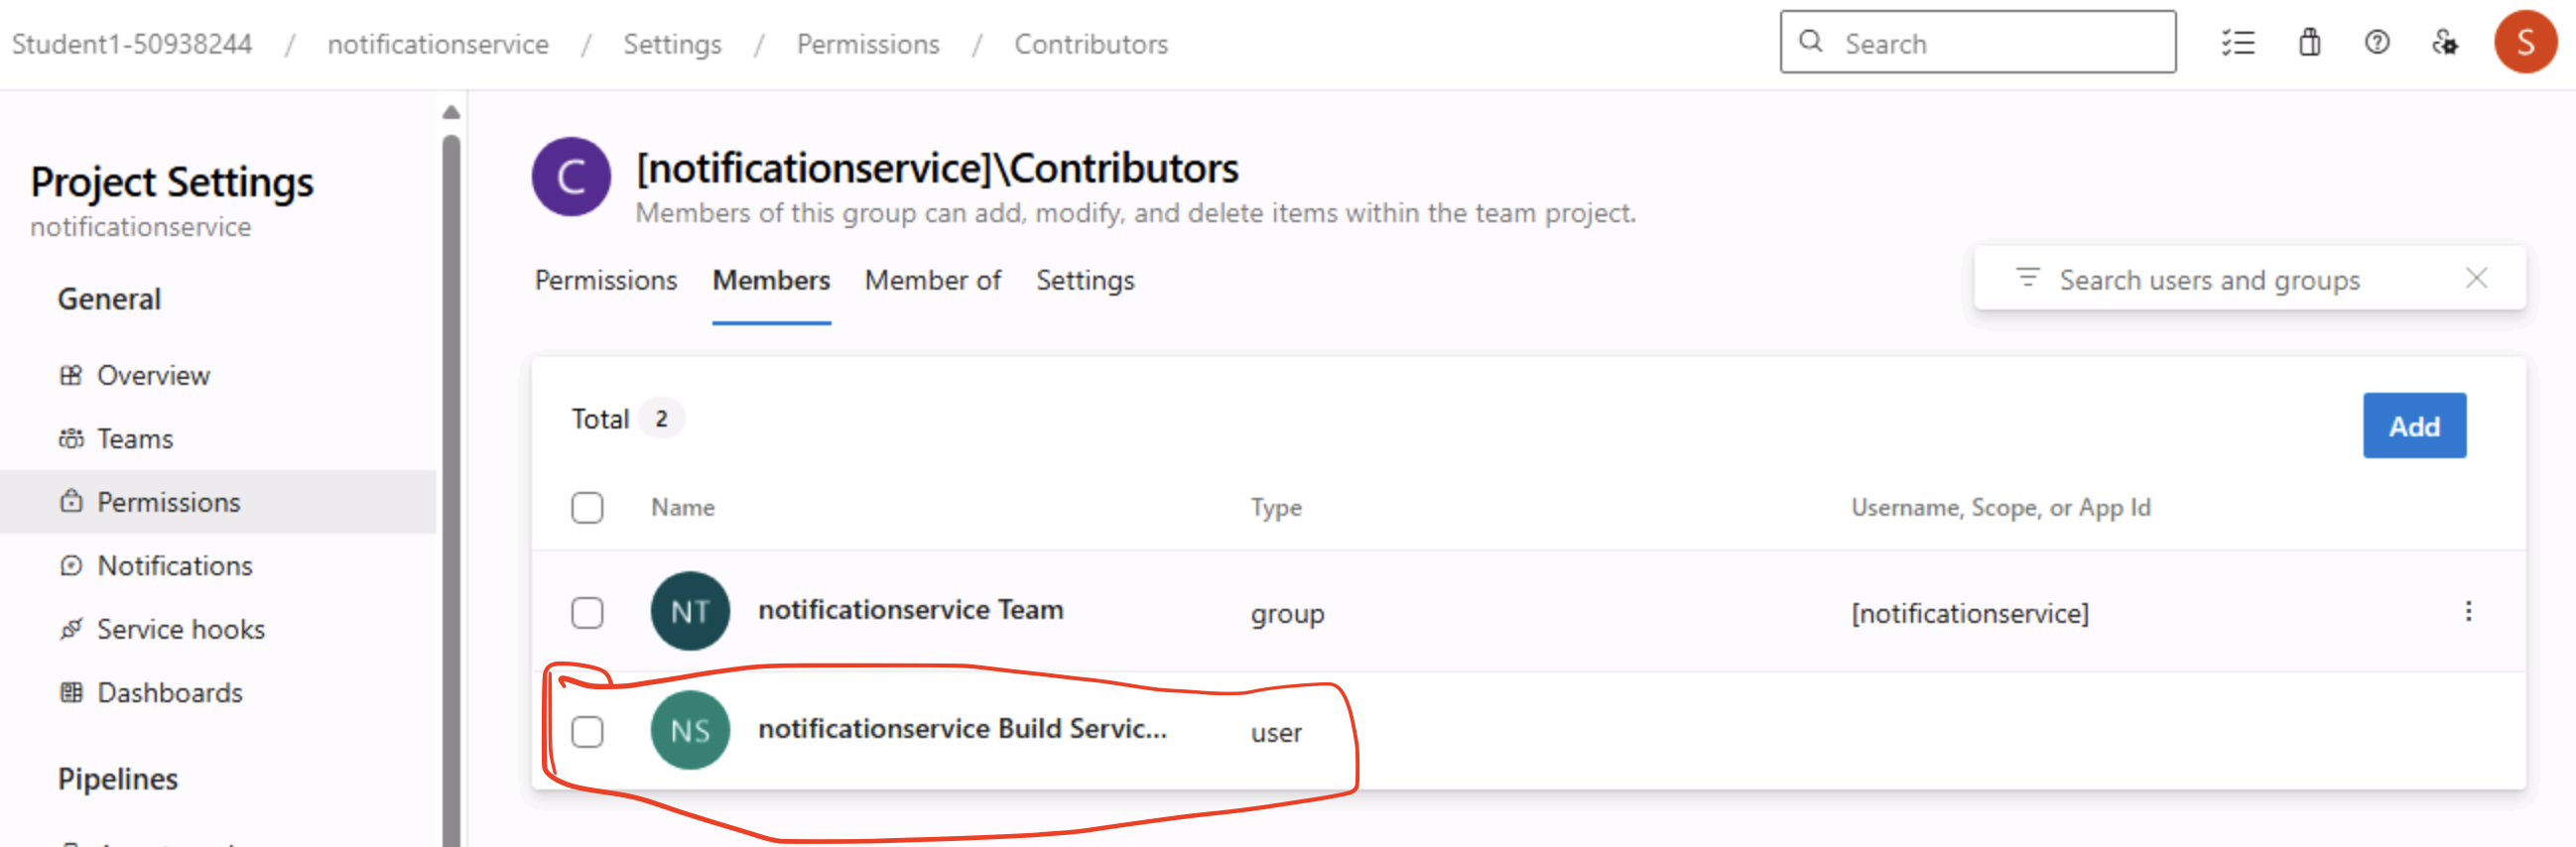 Student1-50938244 / notificationservice / Settings / Permissions / Contributors
Search
S
Project Settings
notificationservice
General
Overview
Teams
Permissions
Notifications
Service hooks
Dashboards
Pipelines
C
[notificationservice]\Contributors
Members of this group can add, modify, and delete items within the team project.
Permissions Members Member of Settings
Search users and groups
Total 2
Add
Name Type Username, Scope, or App Id
NT notificationservice Team group [notificationservice]
NS notificationservice Build Servic... user